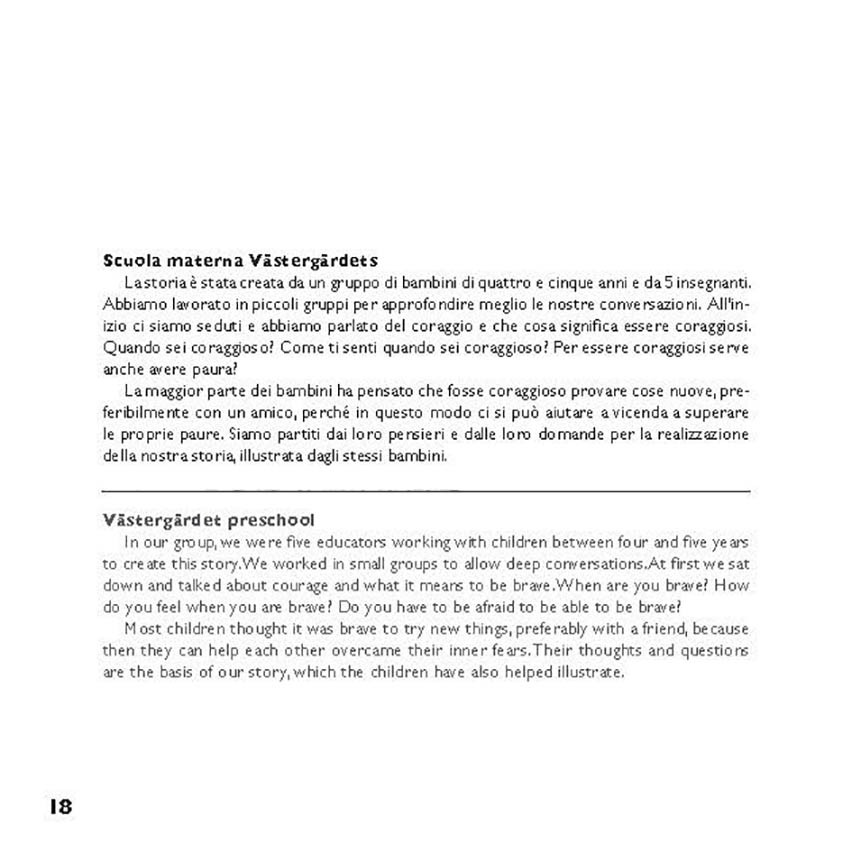 Scuola materna Västergärdets
La storia è stata creata da un gruppo di bambini di quattro e cinque anni e da 5 insegnanti.
Abbiamo lavorato in piccoli gruppi per approfondire meglio le nostre conversazioni. All'in-
izio ci siamo seduti e abbiamo parlato del coraggio e che cosa significa essere coraggiosi.
Quando sei coraggioso? Come ti senti quando sei coraggioso? Per essere coraggiosi serve
anche avere paura?
La maggior parte dei bambini ha pensato che fosse coraggioso provare cose nuove, pre-
feribilmente con un amico, perché in questo modo ci si può aiutare a vicenda a superare
le proprie paure. Siamo partiti dai loro pensieri e dalle loro domande per la realizzazione
della nostra storia, illustrata dagli stessi bambini.
Västergärdet preschool
In our group, we were five educators working with children between four and five years
to create this story. We worked in small groups to allow deep conversations. At first we sat
down and talked about courage and what it means to be brave. When are you brave? How
do you feel when you are brave? Do you have to be afraid to be able to be brave?
Most children thought it was brave to try new things, preferably with a friend, because
then they can help each other overcame their inner fears. Their thoughts and questions
are the basis of our story, which the children have also helped illustrate.
18